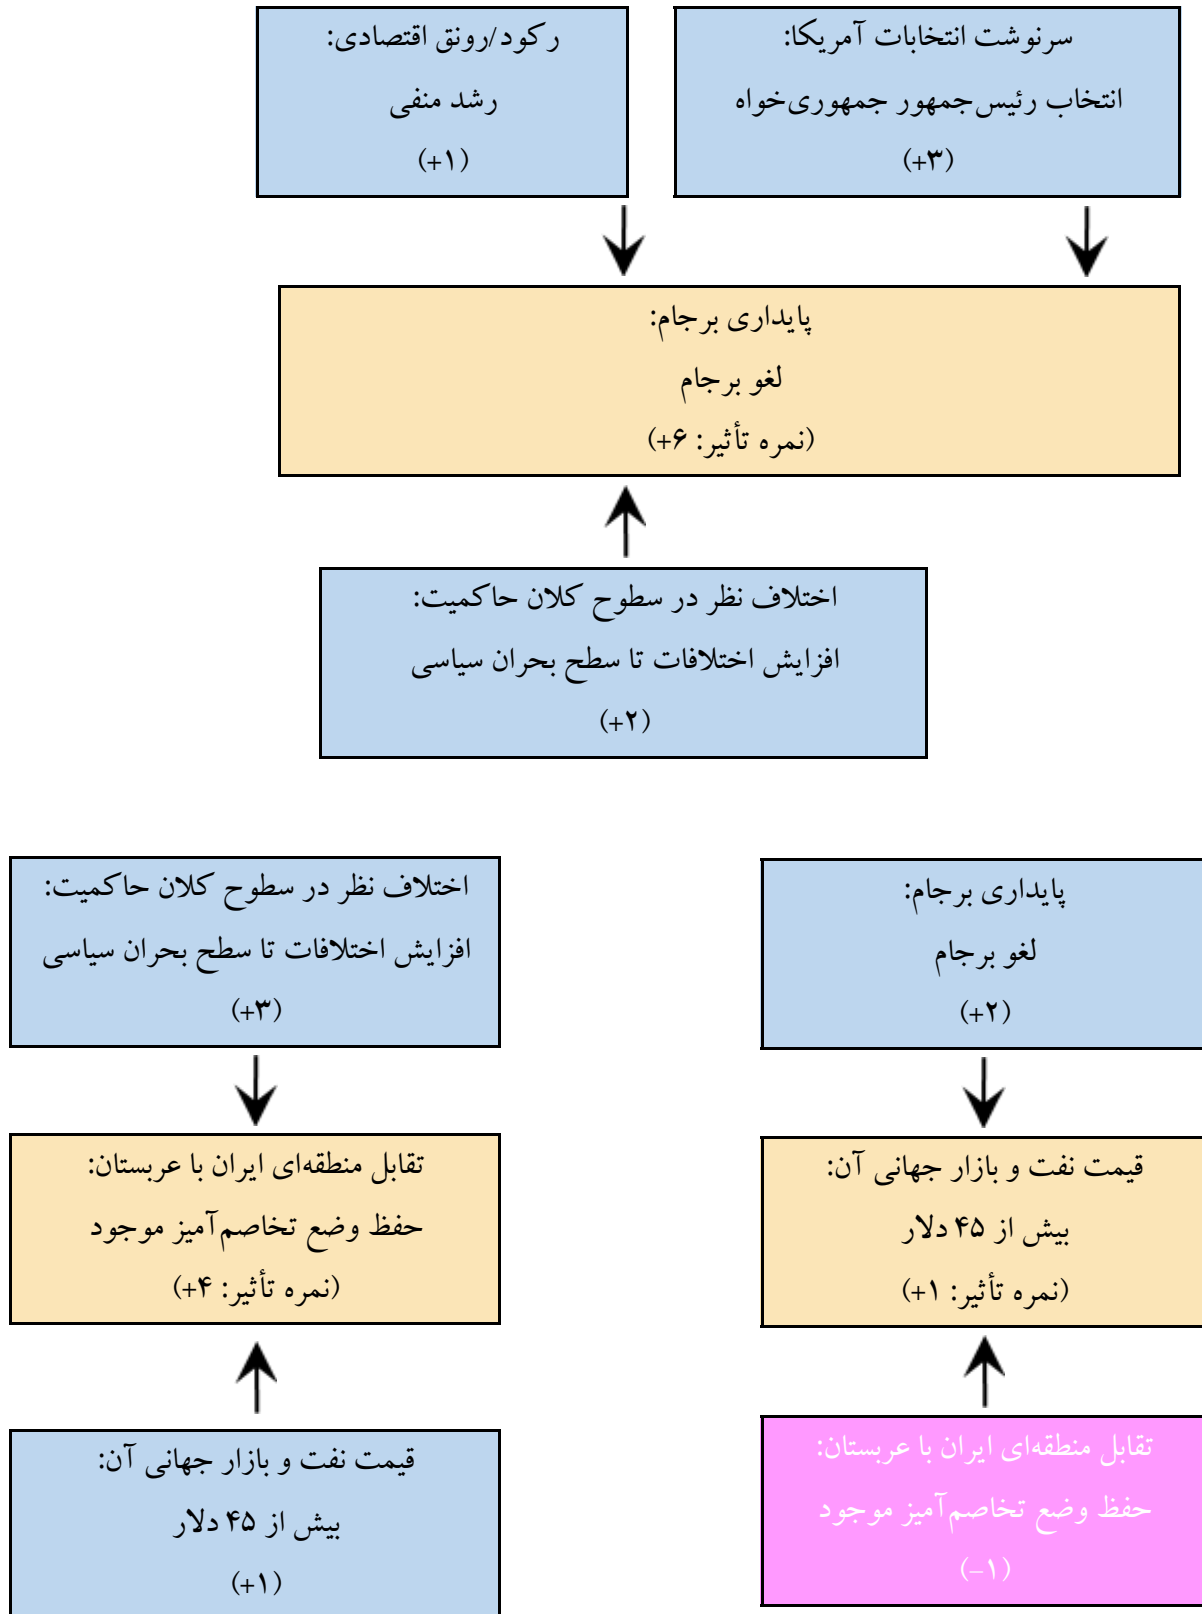 سرنوشت انتخابات آمریکا:
انتخاب رئیس‌جمهور جمهوری‌خواه
(+۳)
رکود/رونق اقتصادی:
رشد منفی
(+۱)
پایداری برجام:
لغو برجام
(نمره تأثیر: +۶)
اختلاف نظر در سطوح کلان حاکمیت:
افزایش اختلافات تا سطح بحران سیاسی
(+۲)
پایداری برجام:
لغو برجام
(+۲)
قیمت نفت و بازار جهانی آن:
بیش از ۴۵ دلار
(نمره تأثیر: +۱)
تقابل منطقه‌ای ایران با عربستان:
حفظ وضع تخاصم‌آمیز موجود
(−۱)
اختلاف نظر در سطوح کلان حاکمیت:
افزایش اختلافات تا سطح بحران سیاسی
(+۳)
تقابل منطقه‌ای ایران با عربستان:
حفظ وضع تخاصم‌آمیز موجود
(نمره تأثیر: +۴)
قیمت نفت و بازار جهانی آن:
بیش از ۴۵ دلار
(+۱)